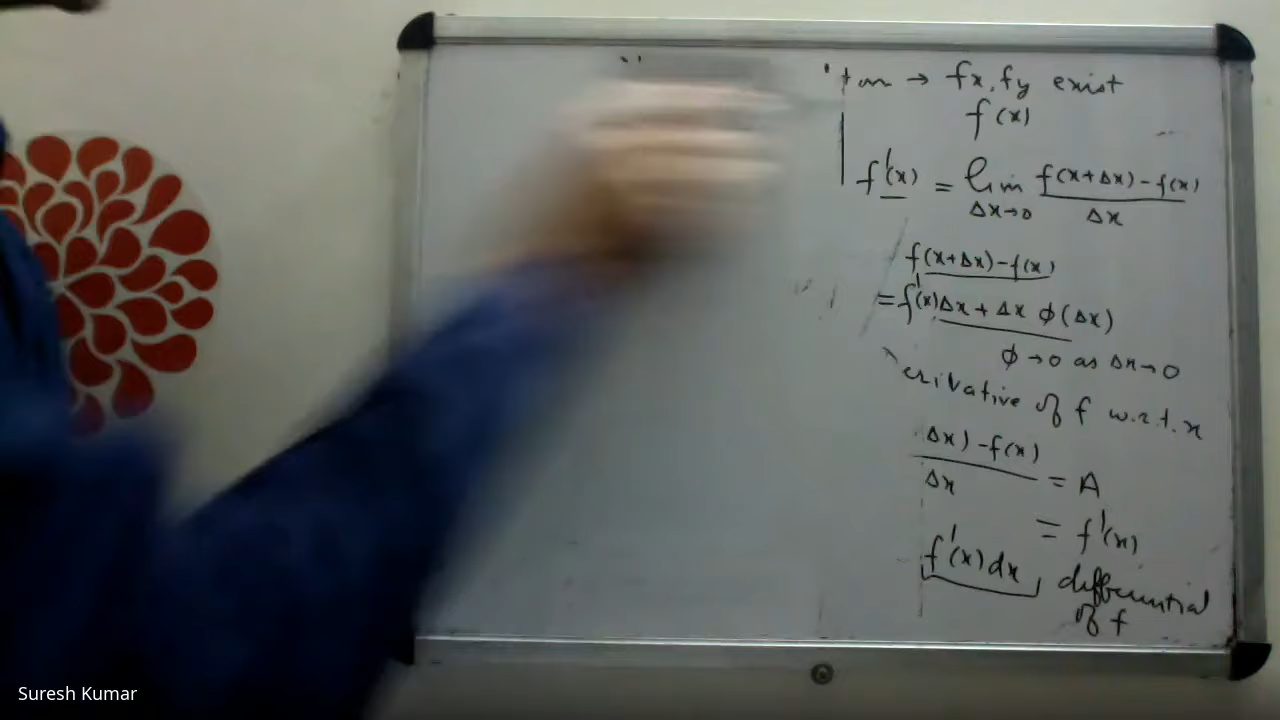 → fx, fy exist
f(x)
f'(x) = lim f(x+Δx)-f(x)
Δx→0 Δx
f(x+Δx)-f(x)
=f'(x)Δx+Δx ϕ(Δx)
ϕ→0 as Δx→0
erivative of f w.r.t. x
Δx)-f(x)
Δx = A
= f'(x)
f'(x)dx, differential
of f
Suresh Kumar